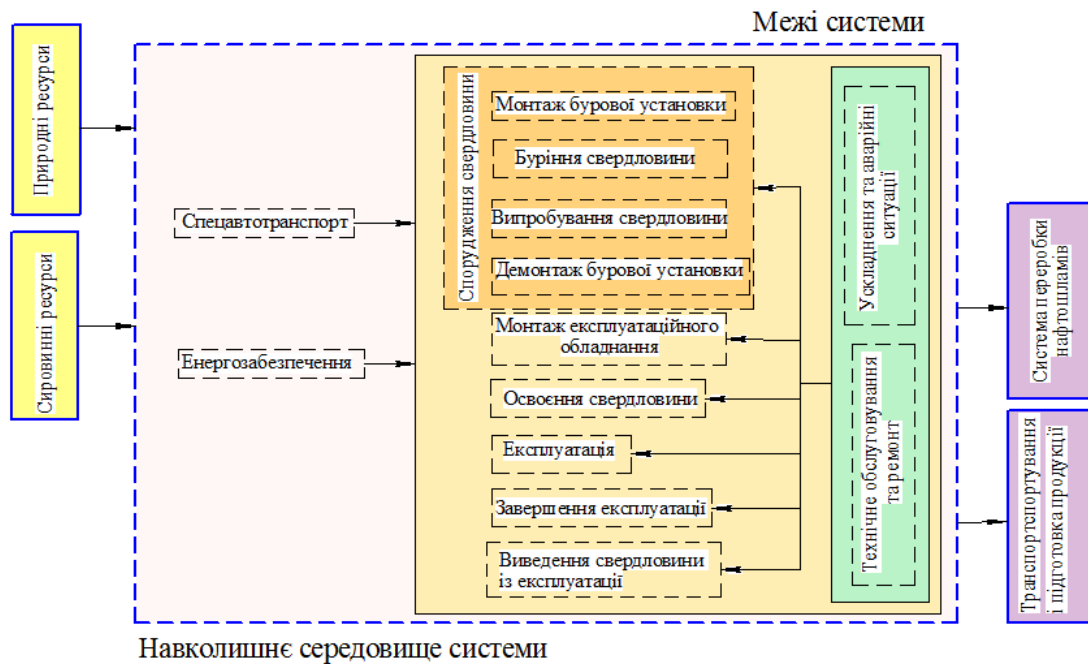 Межі системи
Природні ресурси
Сировинні ресурси
Спецавтотранспорт
Енергозабезпечення
Спорудження свердловини
Монтаж бурової установки
Буріння свердловини
Випробування свердловини
Демонтаж бурової установки
Монтаж експлуатаційного
обладнання
Освоєння свердловини
Експлуатація
Завершення експлуатації
Виведення свердловини
із експлуатації
Ускладнення та аварійні
ситуації
Технічне обслуговування
та ремонт
Система переробки
нафтошламів
Транспортспортування
і підготовка продукції
Навколишнє середовище системи